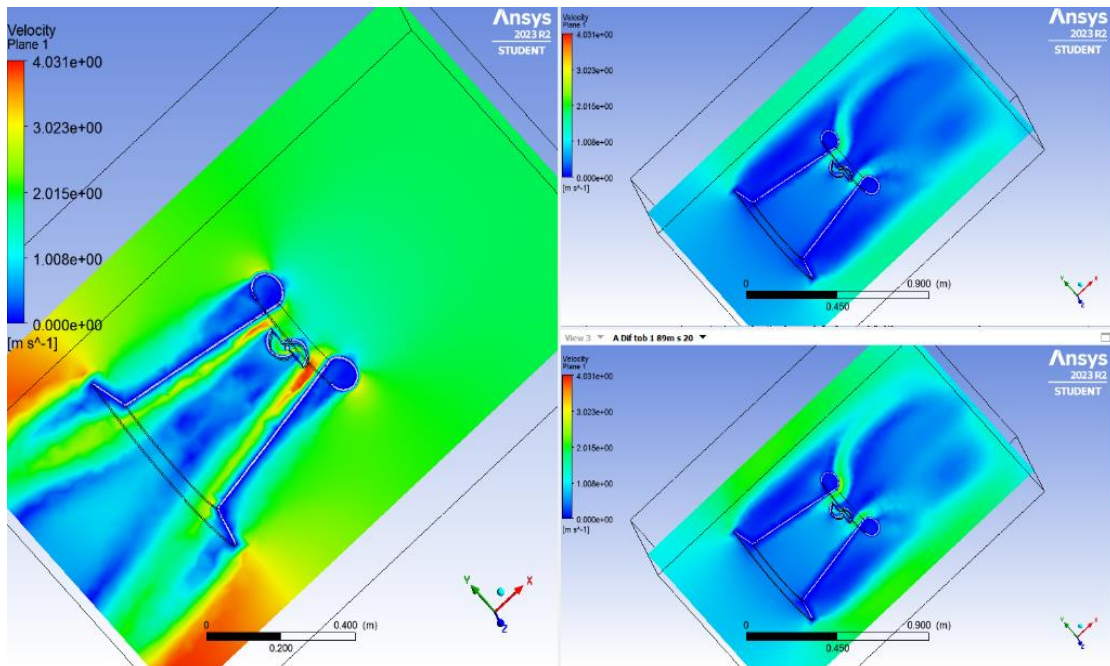 Velocity
Plane 1
4.031e+00
3.023e+00
2.015e+00
1.008e+00
0.000e+00
[m s^-1]
Ansys
2023 R2
STUDENT
Y
X
Z
0
0.400
(m)
0.200
Velocity
Plane 1
4.031e+00
3.023e+00
2.015e+00
1.008e+00
0.000e+00
[m s^-1]
Ansys
2023 R2
STUDENT
0
0.900
(m)
0.450
Y
X
Z
View 3
A Dif tob 1 89m s 20
Velocity
Plane 1
4.031e+00
3.023e+00
2.015e+00
1.008e+00
0.000e+00
[m s^-1]
Ansys
2023 R2
STUDENT
0
0.900
(m)
0.450
Y
X
Z